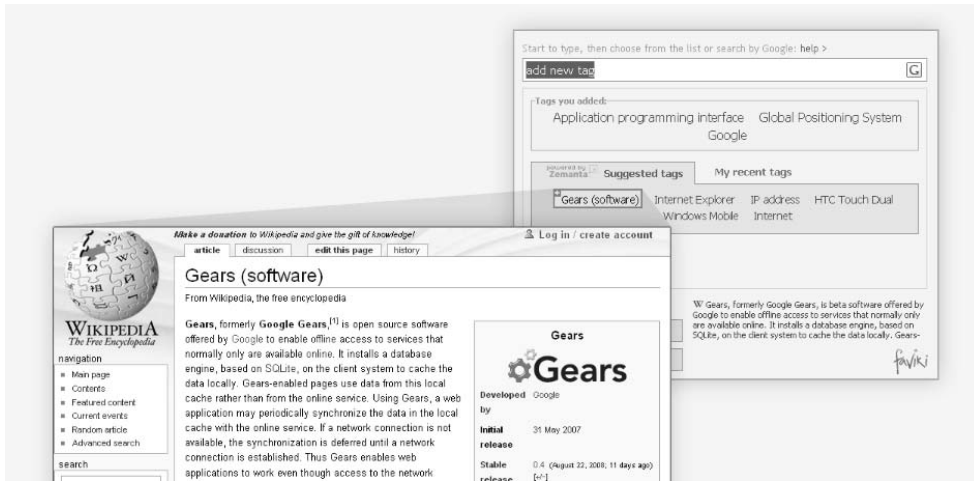 Start to type, then choose from the list or search by Google: help >
add new tag
G
Tags you added:
Application programming interface Global Positioning System
Google
powered by
Zemanta Suggested tags My recent tags
Gears (software) Internet Explorer IP address HTC Touch Dual
Windows Mobile Internet
W Gears, formerly Google Gears, is beta software offered by
Google to enable offline access to services that normally only
are available online. It installs a database engine, based on
SQLite, on the client system to cache the data locally. Gears-
faviki
Make a donation to Wikipedia and give the gift of knowledge!
Log in / create account
article discussion edit this page history
WIKIPEDIA
The Free Encyclopedia
navigation
Main page
Contents
Featured content
Current events
Random article
Advanced search
search
Gears (software)
From Wikipedia, the free encyclopedia
Gears, formerly Google Gears,[1] is open source software
offered by Google to enable offline access to services that
normally only are available online. It installs a database
engine, based on SQLite, on the client system to cache the
data locally. Gears-enabled pages use data from this local
cache rather than from the online service. Using Gears, a web
application may periodically synchronize the data in the local
cache with the online service. If a network connection is not
available, the synchronization is deferred until a network
connection is established. Thus Gears enables web
applications to work even though access to the network
Gears
Gears
Developed by Google
Initial release 31 May 2007
Stable release 0.4 (August 22, 2008; 11 days ago)
[+/-]